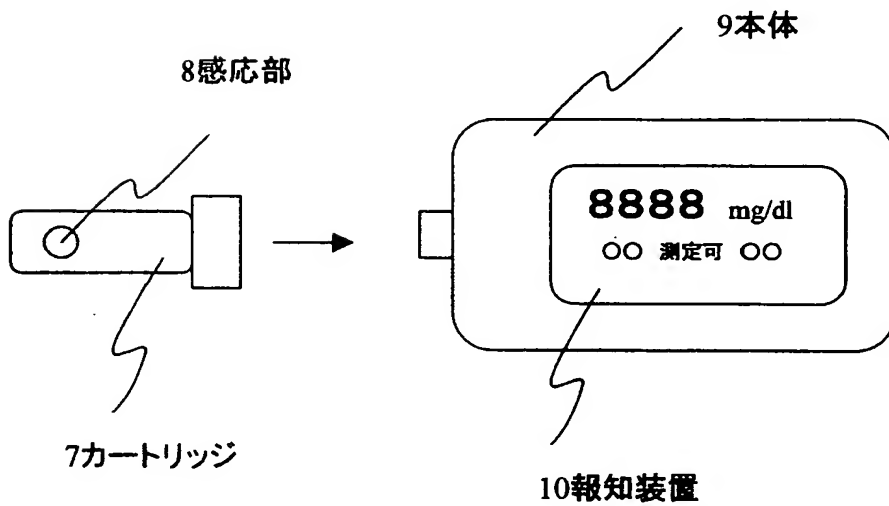 9本体
8感応部
8888 mg/dl
○○ 測定可 ○○
7カートリッジ
10報知装置